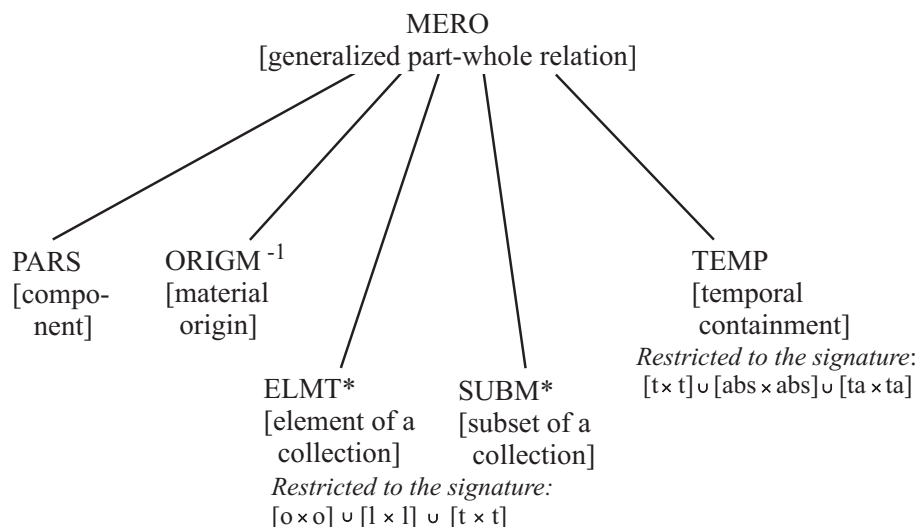 MERO
[generalized part-whole relation]
PARS
[compo-
nent]
ORIGM -1
[material
origin]
TEMP
[temporal
containment]
Restricted to the signature:
[t × t] ∪ [abs × abs] ∪ [ta × ta]
ELMT*
[element of a
collection]
SUBM*
[subset of a
collection]
Restricted to the signature:
[o × o] ∪ [l × l] ∪ [t × t]